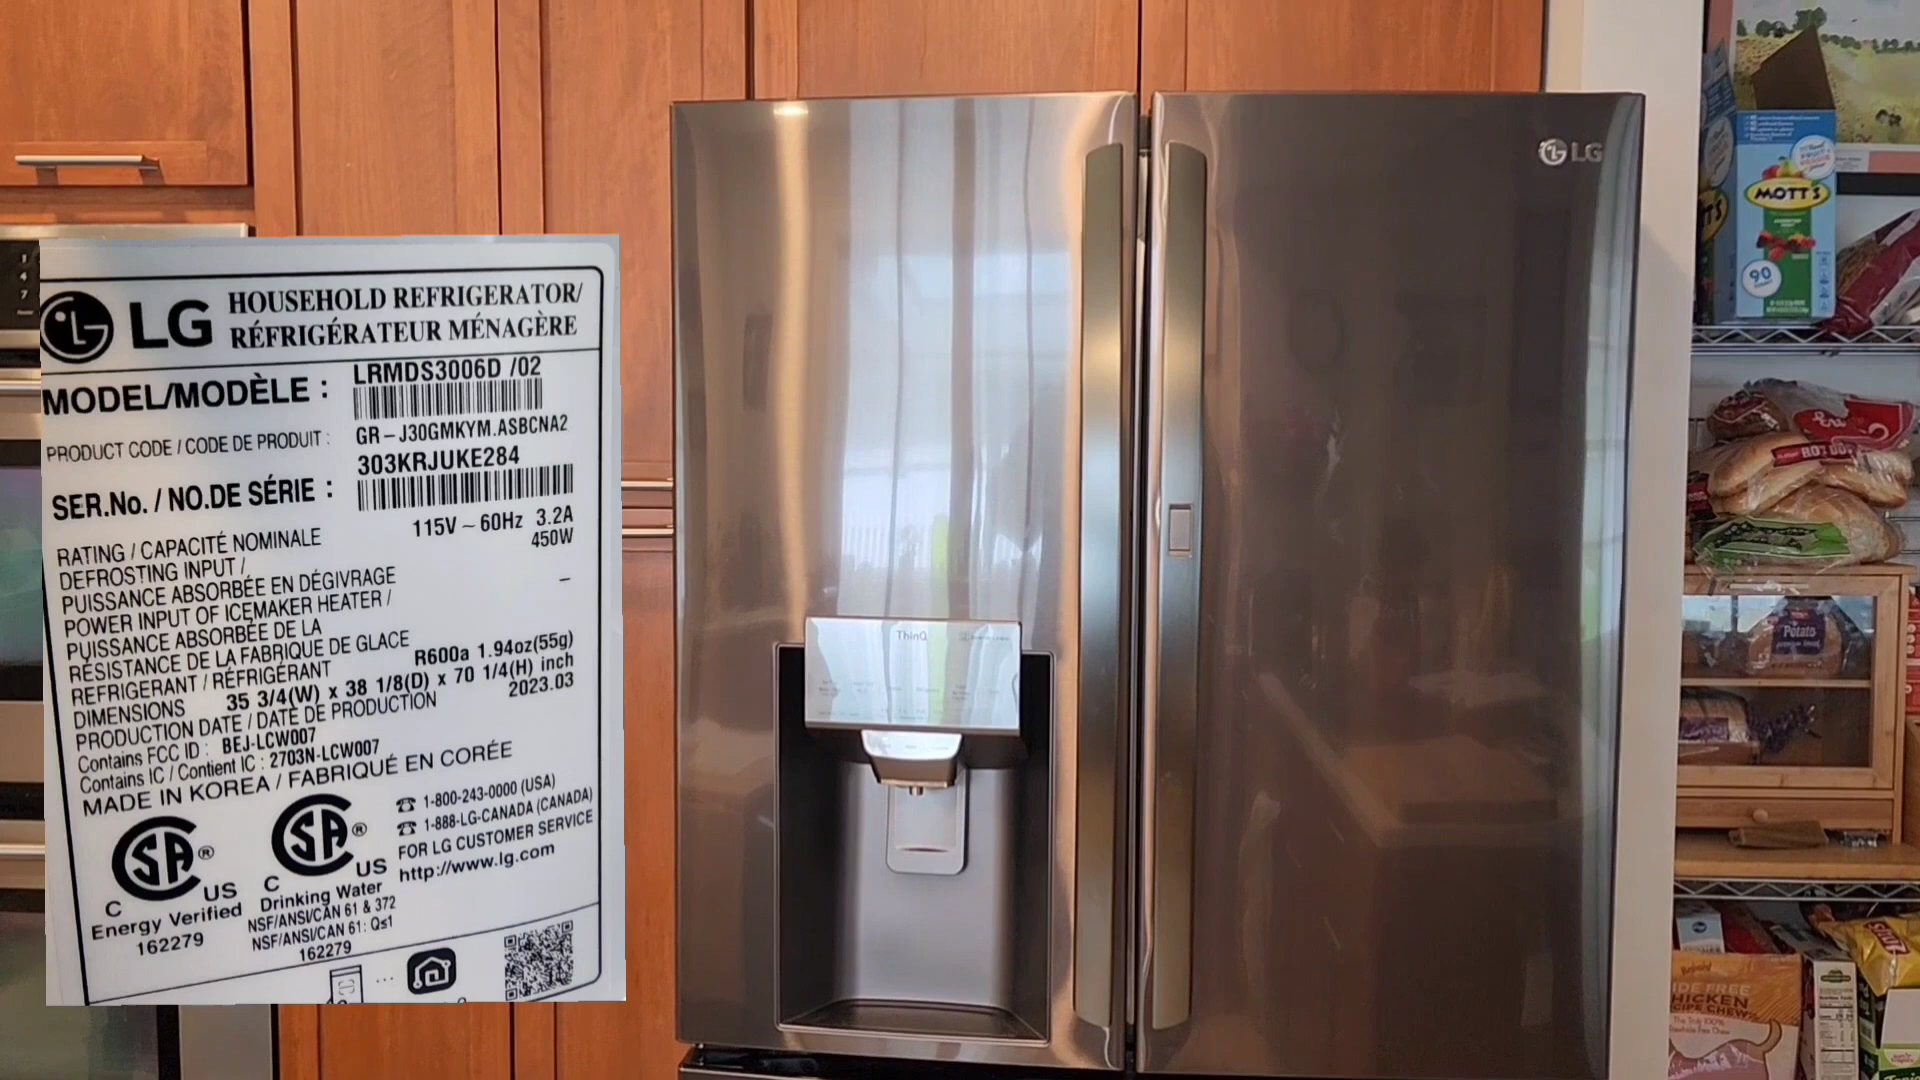 LG HOUSEHOLD REFRIGERATOR/
RÉFRIGÉRATEUR MÉNAGÈRE
MODEL/MODÈLE : LRMDS3006D /02
PRODUCT CODE / CODE DE PRODUIT : GR-J30GMKYM.ASBCNA2
SER.No. / NO.DE SÉRIE : 303KRJUKE284
RATING / CAPACITÉ NOMINALE 115V ~ 60Hz 3.2A
DEFROSTING INPUT / 450W
PUISSANCE ABSORBÉE EN DÉGIVRAGE
POWER INPUT OF ICEMAKER HEATER / –
PUISSANCE ABSORBÉE DE LA
RÉSISTANCE DE LA FABRIQUE DE GLACE
REFRIGERANT / RÉFRIGÉRANT R600a 1.94oz(55g)
DIMENSIONS 35 3/4(W) x 38 1/8(D) x 70 1/4(H) inch
PRODUCTION DATE / DATE DE PRODUCTION 2023.03
Contains FCC ID : BEJ-LCW007
Contains IC / Contient IC : 2703N-LCW007
MADE IN KOREA / FABRIQUÉ EN CORÉE
1-800-243-0000 (USA)
1-888-LG-CANADA (CANADA)
FOR LG CUSTOMER SERVICE
http://www.lg.com
SA ® C US
Energy Verified
162279
SA ® C US
Drinking Water
NSF/ANSI/CAN 61 & 372
NSF/ANSI/CAN 61: Q≤1
162279
LG
ThinQ
MOTT'S
90
HOT DOG
Potato
HICKEN